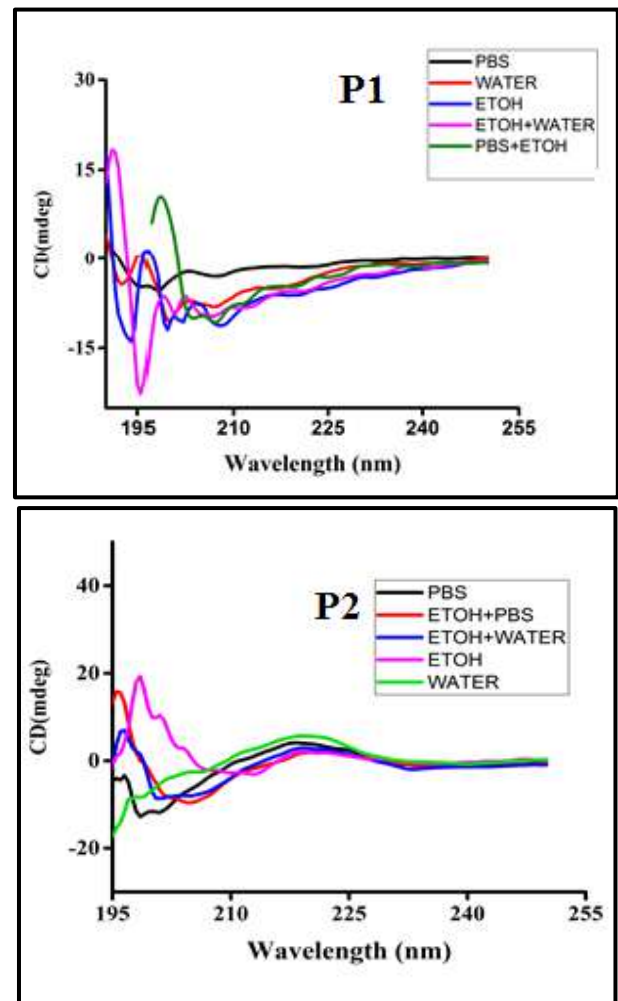 P1
PBS
WATER
ETOH
ETOH+WATER
PBS+ETOH
30
15
0
-15
CD(mdeg)
195 210 225 240 255
Wavelength (nm)
P2
PBS
ETOH+PBS
ETOH+WATER
ETOH
WATER
40
20
0
-20
CD(mdeg)
195 210 225 240 255
Wavelength (nm)